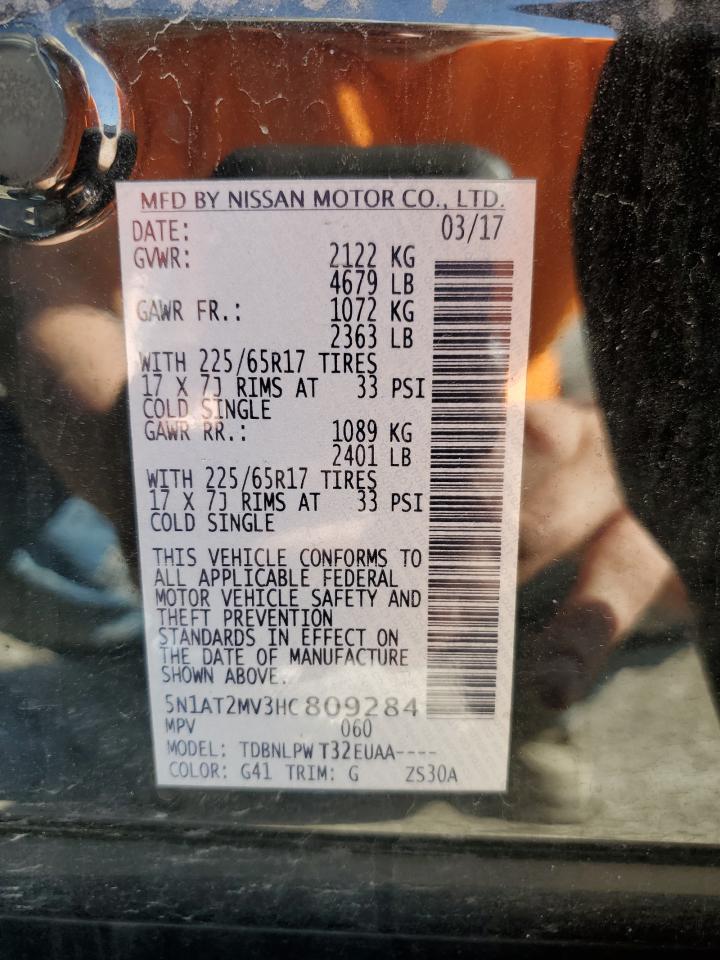 MFD BY NISSAN MOTOR CO., LTD.
DATE: 03/17
GVWR: 2122 KG
4679 LB
GAWR FR.: 1072 KG
2363 LB
WITH 225/65R17 TIRES
17 X 7J RIMS AT 33 PSI
COLD SINGLE
GAWR RR.: 1089 KG
2401 LB
WITH 225/65R17 TIRES
17 X 7J RIMS AT 33 PSI
COLD SINGLE
THIS VEHICLE CONFORMS TO
ALL APPLICABLE FEDERAL
MOTOR VEHICLE SAFETY AND
THEFT PREVENTION
STANDARDS IN EFFECT ON
THE DATE OF MANUFACTURE
SHOWN ABOVE.
5N1AT2MV3HC809284
MPV 060
MODEL: TDBNLPW T32EUAA----
COLOR: G41 TRIM: G ZS30A